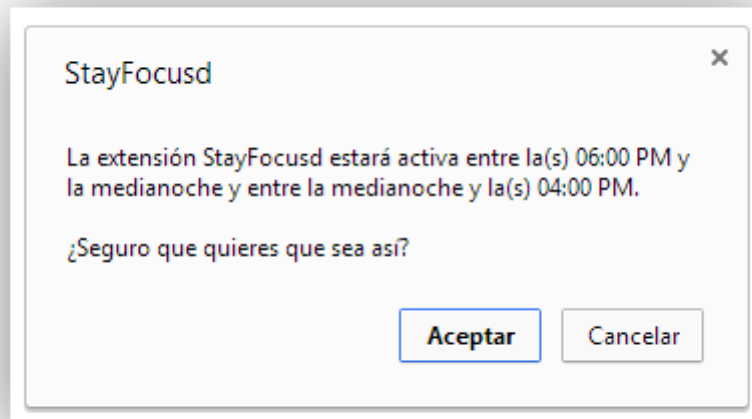 StayFocusd
La extensión StayFocusd estará activa entre la(s) 06:00 PM y
la medianoche y entre la medianoche y la(s) 04:00 PM.
¿Seguro que quieres que sea así?
Aceptar
Cancelar